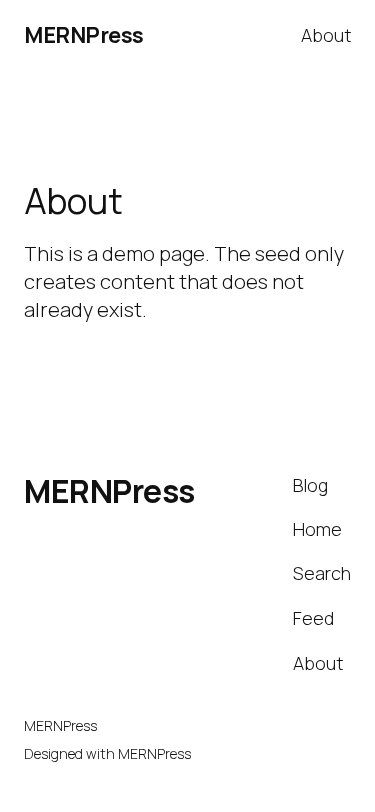 MERNPress
About
About
This is a demo page. The seed only
creates content that does not
already exist.
MERNPress
Blog
Home
Search
Feed
About
MERNPress
Designed with MERNPress